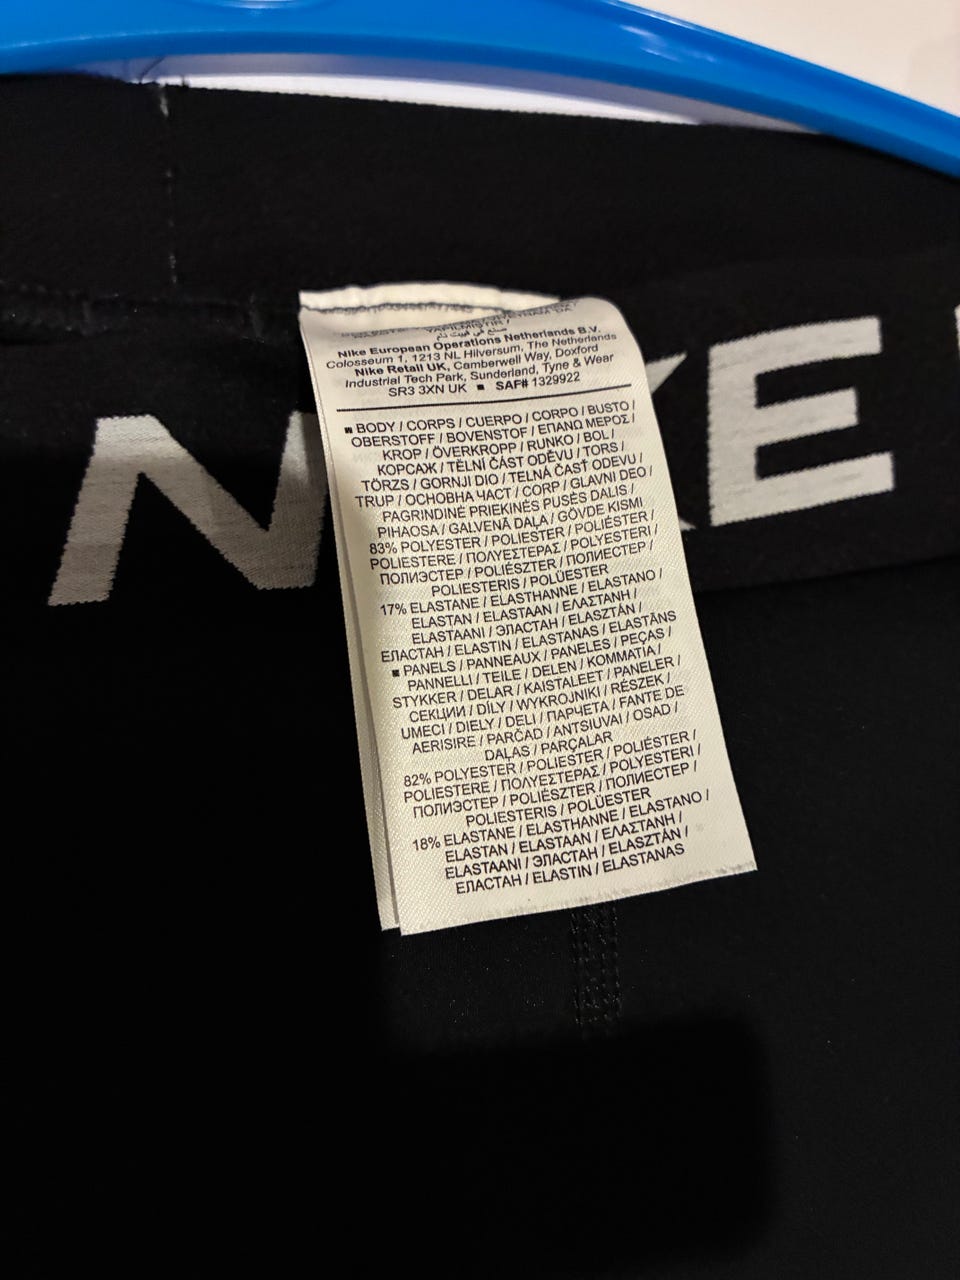 YAPILMIŞTIR /
صنع في فييت نام
Nike European Operations Netherlands B.V.
Colosseum 1, 1213 NL Hilversum, The Netherlands
Nike Retail UK, Camberwell Way, Doxford
Industrial Tech Park, Sunderland, Tyne & Wear
SR3 3XN UK ■ SAF# 1329922
■ BODY / CORPS / CUERPO / CORPO / BUSTO /
OBERSTOFF / BOVENSTOF / ΕΠΑΝΩ ΜΕΡΟΣ /
KROP / ÖVERKROPP / RUNKO / BOL /
КОРСАЖ / TĚLNÍ ČÁST ODĚVU / TORS /
TÖRZS / GORNJI DIO / TELNÁ ČASŤ ODEVU /
TRUP / ОСНОВНА ЧАСТ / CORP / GLAVNI DEO /
PAGRINDINĖ PRIEKINĖS PUSĖS DALIS /
PIHAOSA / GALVENĀ DAĻA / GÖVDE KISMI
83% POLYESTER / POLIESTER / POLIÉSTER /
POLIESTERE / ΠΟΛΥΕΣΤΕΡΑΣ / POLYESTERI /
ПОЛИЭСТЕР / POLIÉSZTER / ПОЛИЕСТЕР /
POLIESTERIS / POLÜESTER
17% ELASTANE / ELASTHANNE / ELASTANO /
ELASTAN / ELASTAAN / ΕΛΑΣΤΑΝΗ /
ELASTAANI / ЭЛАСТАН / ELASZTÁN /
ЕЛАСТАН / ELASTIN / ELASTANAS / ELASTĀNS
■ PANELS / PANNEAUX / PANELES / PEÇAS /
PANNELLI / TEILE / DELEN / ΚΟΜΜΑΤΙΑ /
STYKKER / DELAR / KAISTALEET / PANELER /
СЕКЦИИ / DÍLY / WYKROJNIKI / RÉSZEK /
UMECI / DIELY / DELI / ПАРЧЕТА / FANTE DE
AERISIRE / PARČAD / ANTSIUVAI / OSAD /
DAĻAS / PARÇALAR
82% POLYESTER / POLIESTER / POLIÉSTER /
POLIESTERE / ΠΟΛΥΕΣΤΕΡΑΣ / POLYESTERI /
ПОЛИЭСТЕР / POLIÉSZTER / ПОЛИЕСТЕР /
POLIESTERIS / POLÜESTER
18% ELASTANE / ELASTHANNE / ELASTANO /
ELASTAN / ELASTAAN / ΕΛΑΣΤΑΝΗ /
ELASTAANI / ЭЛАСТАН / ELASZTÁN /
ЕЛАСТАН / ELASTIN / ELASTANAS